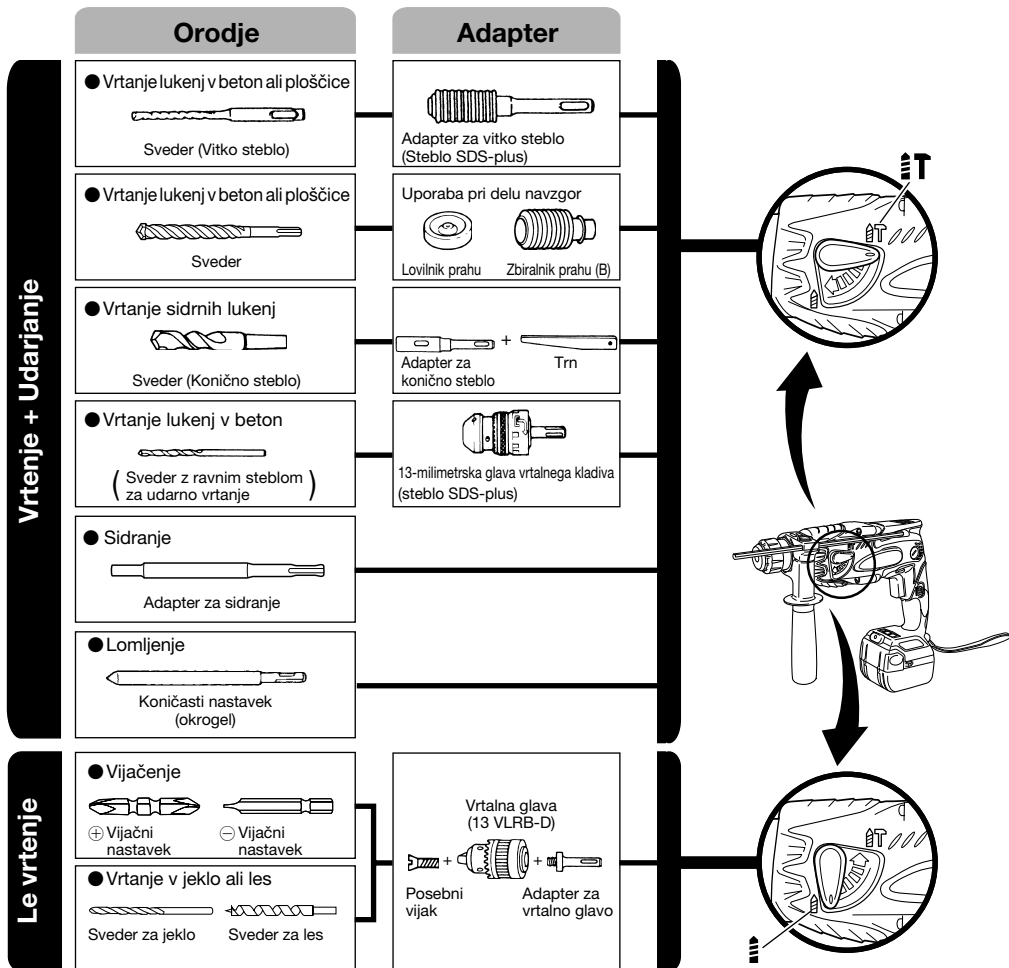 Orodje
Adapter
Vrtenje + Udarjanje
● Vrtanje lukenj v beton ali ploščice
Sveder (Vitko steblo)
Adapter za vitko steblo
(Steblo SDS-plus)
● Vrtanje lukenj v beton ali ploščice
Sveder
Uporaba pri delu navzgor
Lovilnik prahu
Zbiralnik prahu (B)
● Vrtanje sidrnih lukenj
Sveder (Konično steblo)
+
Adapter za
konično steblo
Trn
● Vrtanje lukenj v beton
( Sveder z ravnim steblom
za udarno vrtanje )
13-milimetrska glava vrtalnega kladiva
(steblo SDS-plus)
● Sidranje
Adapter za sidranje
● Lomljenje
Koničasti nastavek
(okrogel)
Le vrtenje
● Vijačenje
⊕ Vijačni
nastavek
⊖ Vijačni
nastavek
● Vrtanje v jeklo ali les
Sveder za jeklo
Sveder za les
Vrtalna glava
(13 VLRB-D)
+ +
Posebni
vijak
Adapter za
vrtalno glavo